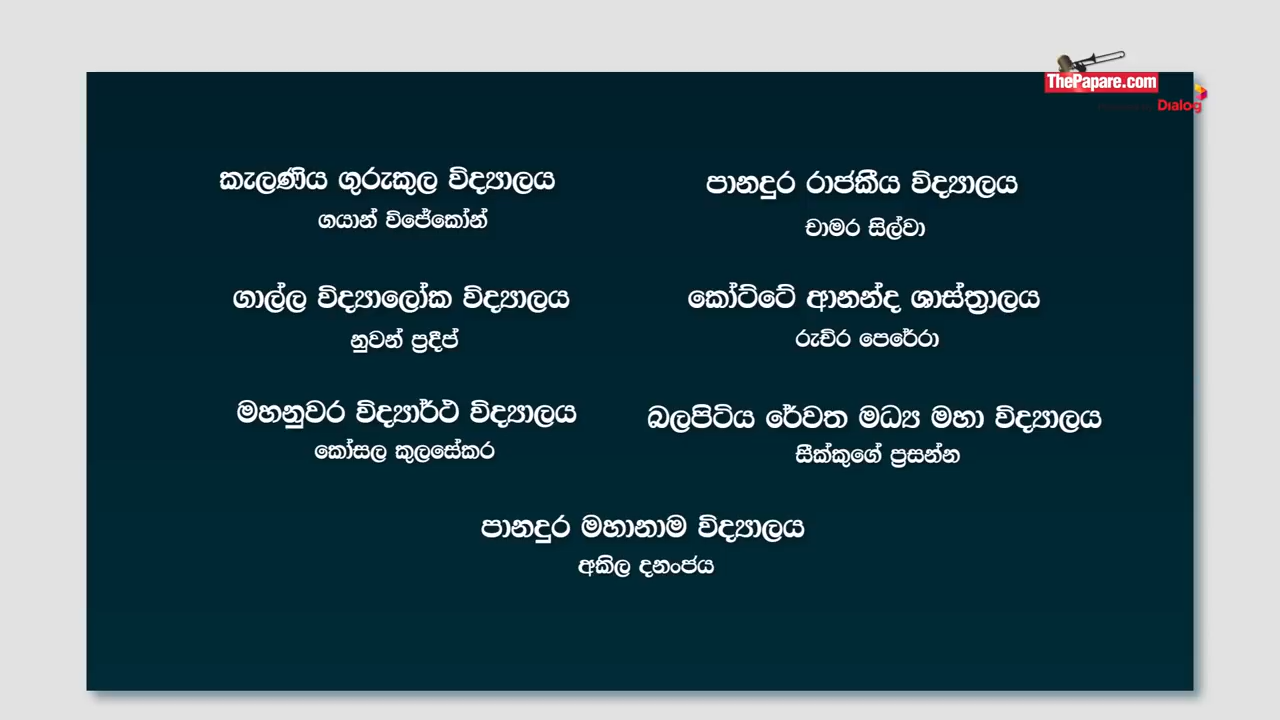 ThePapare.com
Dialog
කැලණිය ගුරුකුල විද්‍යාලය
ගයාන් විජේකෝන්
පානදුර රාජකීය විද්‍යාලය
චාමර සිල්වා
ගාල්ල විද්‍යාලෝක විද්‍යාලය
නුවන් ප්‍රදීප්
කෝට්ටේ ආනන්ද ශාස්ත්‍රාලය
රුචිර පෙරේරා
මහනුවර විද්‍යාර්ථ විද්‍යාලය
කෝසල කුලසේකර
බලපිටිය රේවත මධ්‍ය මහා විද්‍යාලය
සීක්කුගේ ප්‍රසන්න
පානදුර මහානාම විද්‍යාලය
අකිල දනංජය